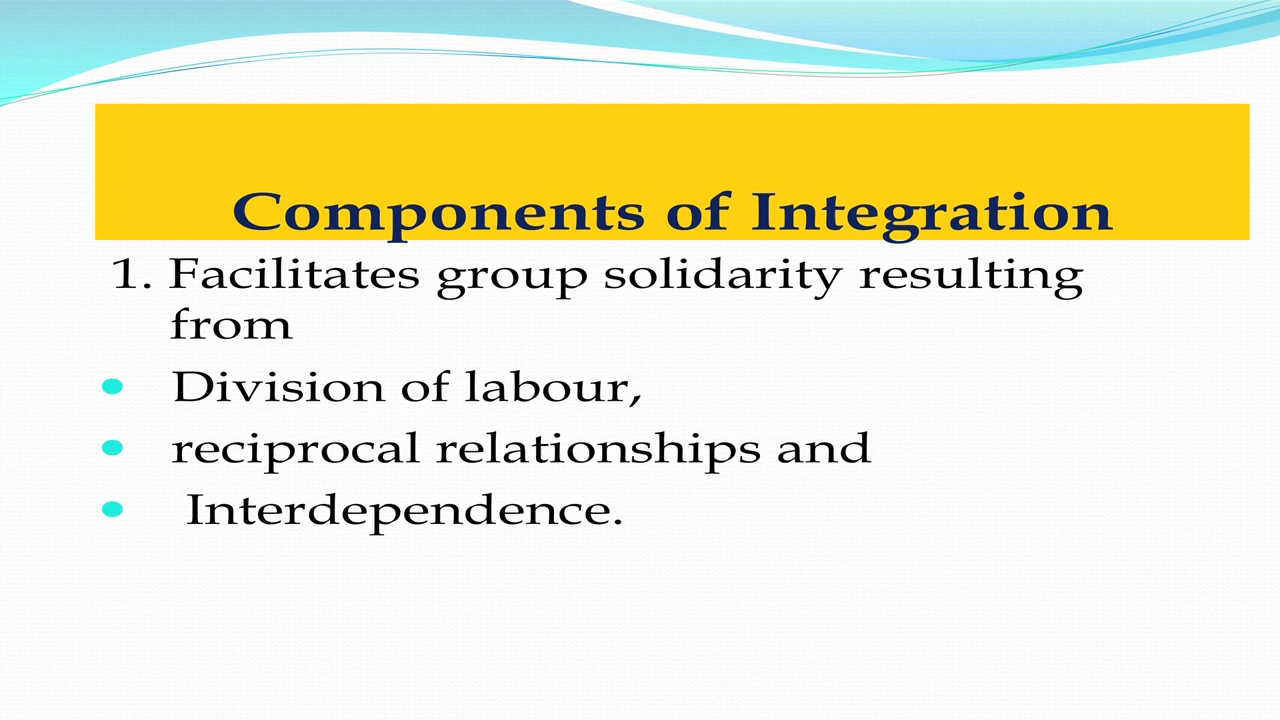 Components of Integration
1. Facilitates group solidarity resulting
from
• Division of labour,
• reciprocal relationships and
• Interdependence.